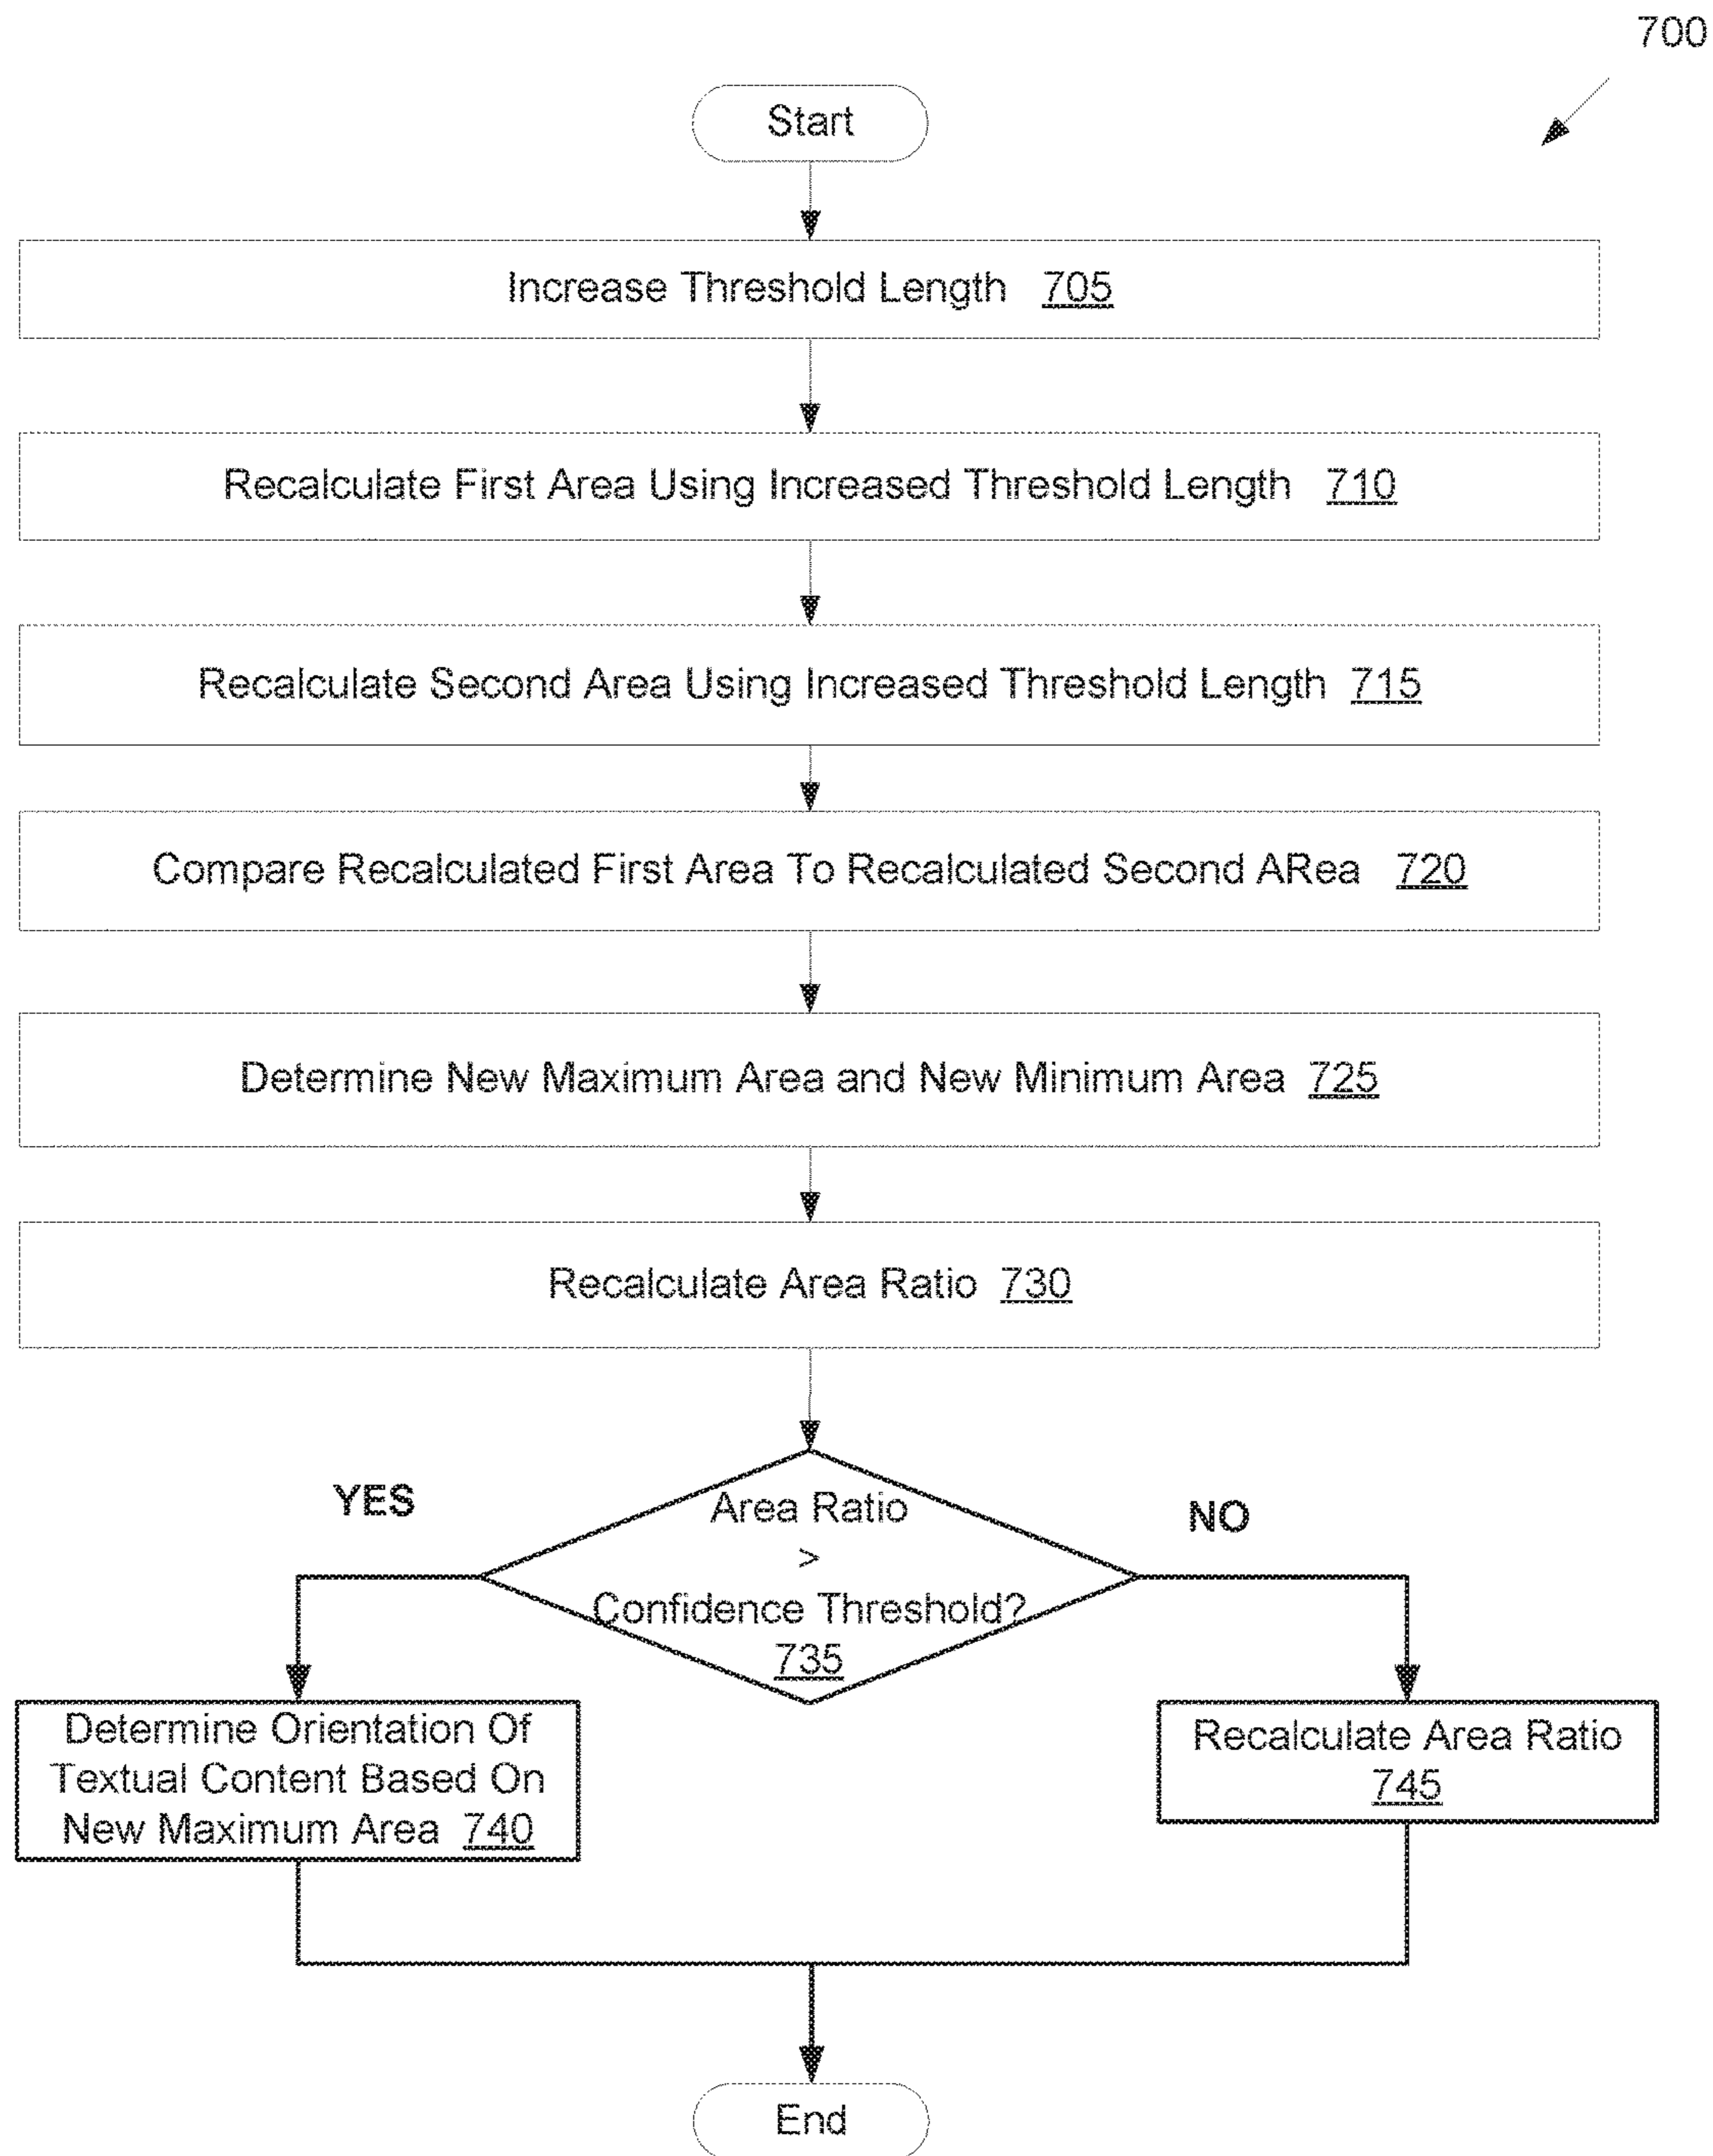 700
Start
Increase Threshold Length 705
Recalculate First Area Using Increased Threshold Length 710
Recalculate Second Area Using Increased Threshold Length 715
Compare Recalculated First Area To Recalculated Second ARea 720
Determine New Maximum Area and New Minimum Area 725
Recalculate Area Ratio 730
YES
Area Ratio
>
Confidence Threshold?
735
NO
Determine Orientation Of
Textual Content Based On
New Maximum Area 740
Recalculate Area Ratio
745
End